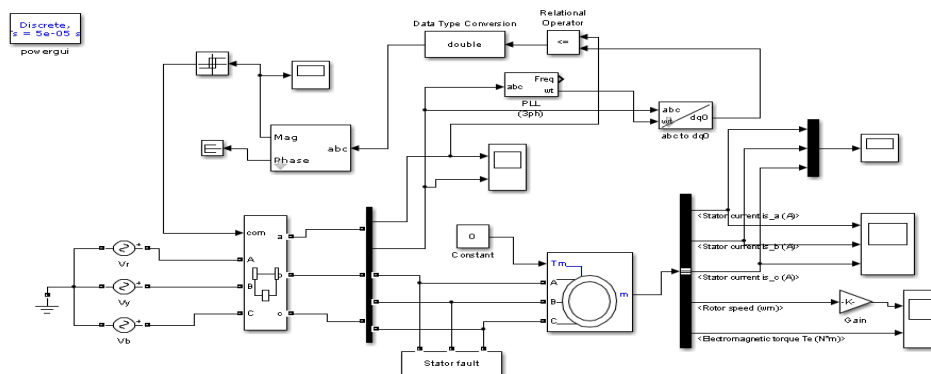 Discrete,
s = 5e-05 s
powergui
Data Type Conversion
double
Relational
Operator
<=
abc
Freq
wt
PLL
(3ph)
abc
dq0
abc to dq0
Mag
Phase
abc
com
A
B
C
a
c
Vr
Vy
Vb
0
Constant
Tm
A
B
C
m
Stator fault
<Stator current is_a (A)>
<Stator current is_b (A)>
<Stator current is_c (A)>
<Rotor speed (wm)>
<Electromagnetic torque Te (N*m)>
-K-
Gain